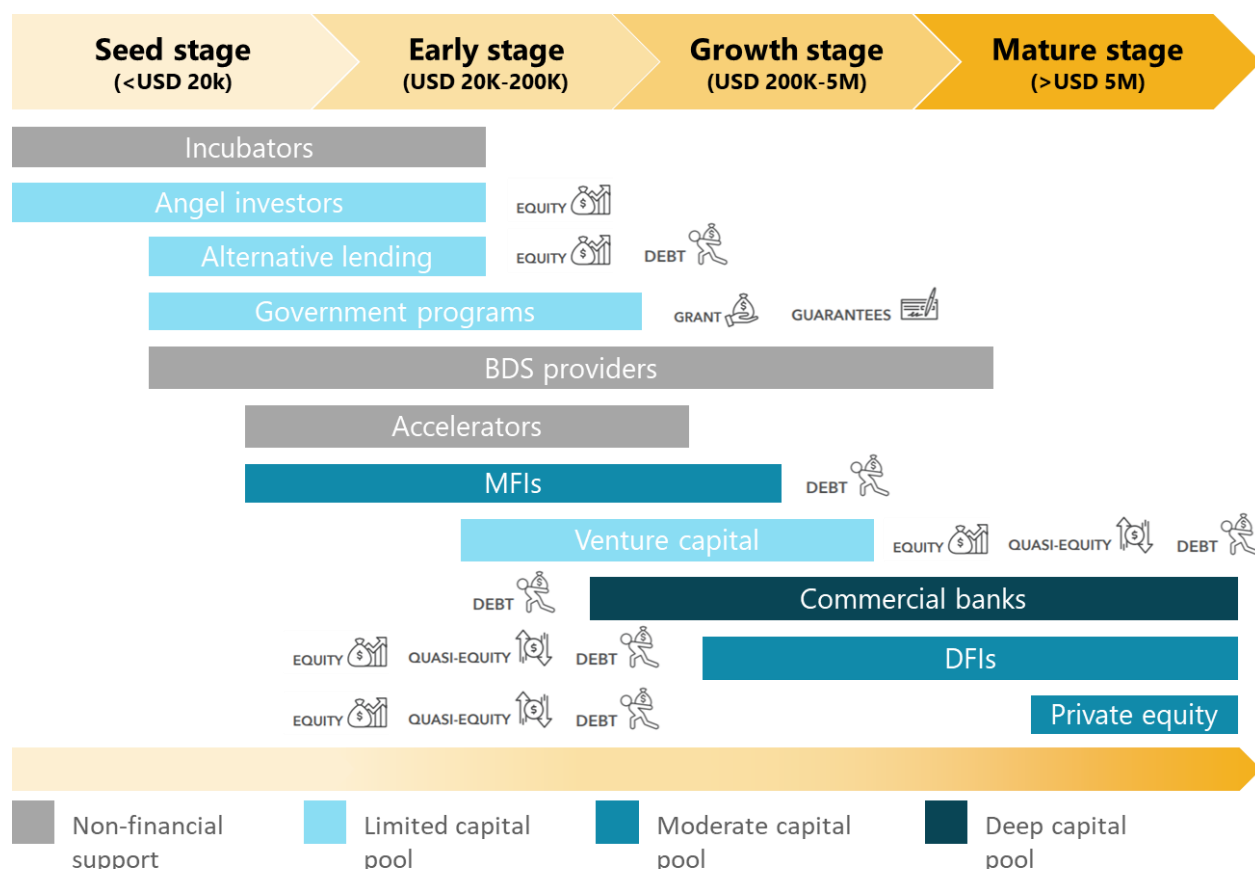 Seed stage
(<USD 20k)
Early stage
(USD 20K-200K)
Growth stage
(USD 200K-5M)
Mature stage
(>USD 5M)
Incubators
Angel investors
EQUITY
Alternative lending
EQUITY
DEBT
Government programs
GRANT
GUARANTEES
BDS providers
Accelerators
MFIs
DEBT
Venture capital
EQUITY
QUASI-EQUITY
DEBT
DEBT
Commercial banks
EQUITY
QUASI-EQUITY
DEBT
DFIs
EQUITY
QUASI-EQUITY
DEBT
Private equity
Non-financial
support
Limited capital
pool
Moderate capital
pool
Deep capital
pool